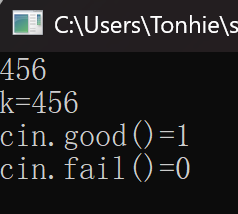 C:\Users\Tonhie\s
456
k=456
cin.good()=1
cin.fail()=0